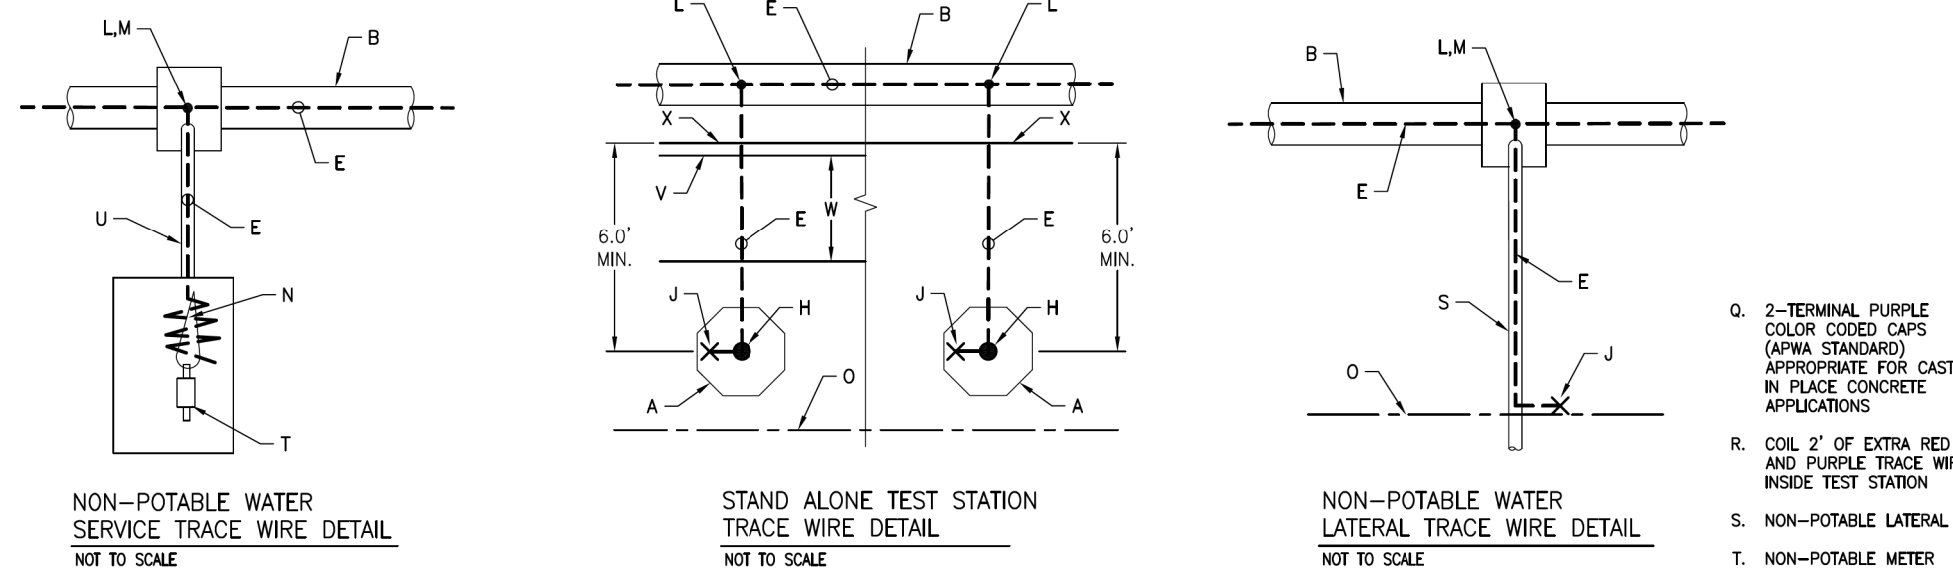 L,M
B
E
U
E
N
T
NON-POTABLE WATER
SERVICE TRACE WIRE DETAIL
NOT TO SCALE
L
E
B
L
X
X
V
W
6.0'
MIN.
E
E
6.0'
MIN.
J
H
J
H
A
O
A
STAND ALONE TEST STATION
TRACE WIRE DETAIL
NOT TO SCALE
B
L,M
E
E
S
O
J
NON-POTABLE WATER
LATERAL TRACE WIRE DETAIL
NOT TO SCALE
Q. 2-TERMINAL PURPLE
COLOR CODED CAPS
(APWA STANDARD)
APPROPRIATE FOR CAST
IN PLACE CONCRETE
APPLICATIONS
R. COIL 2' OF EXTRA RED
AND PURPLE TRACE WIR
INSIDE TEST STATION
S. NON-POTABLE LATERAL
T. NON-POTABLE METER